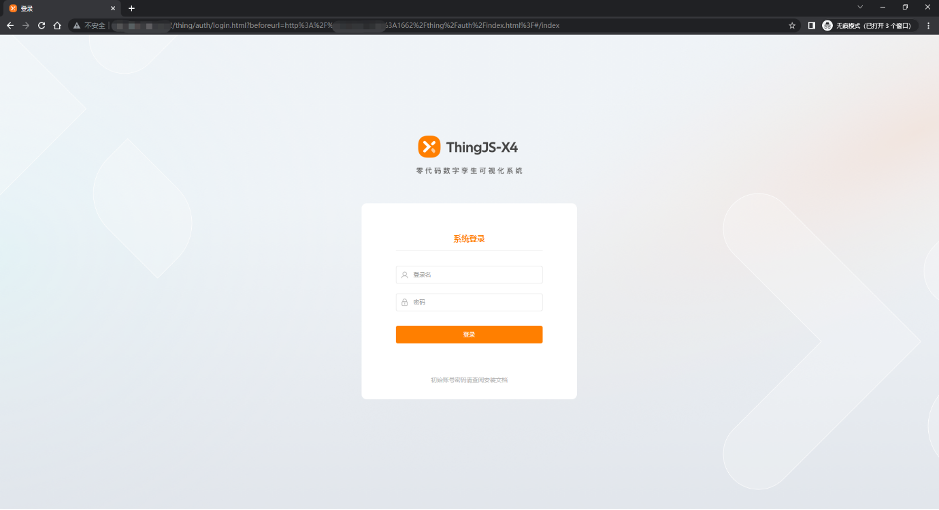 登录
不安全
/thing/auth/login.html?beforeurl=http%3A%2F%
%3A1662%2Fthing%2Fauth%2Findex.html%3F#/index
无痕模式（已打开 3 个窗口）
ThingJS-X4
零代码数字孪生可视化系统
系统登录
登录名
密码
登录
初始账号密码请查阅安装文档